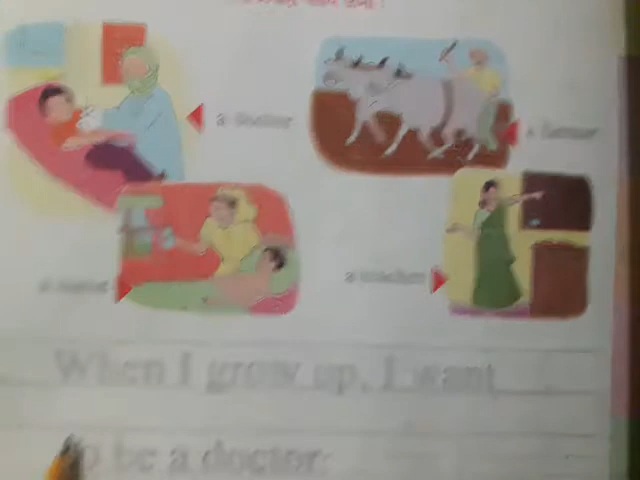 a doctor
a farmer
a nurse
a teacher
When I grow up, I want
to be a doctor.